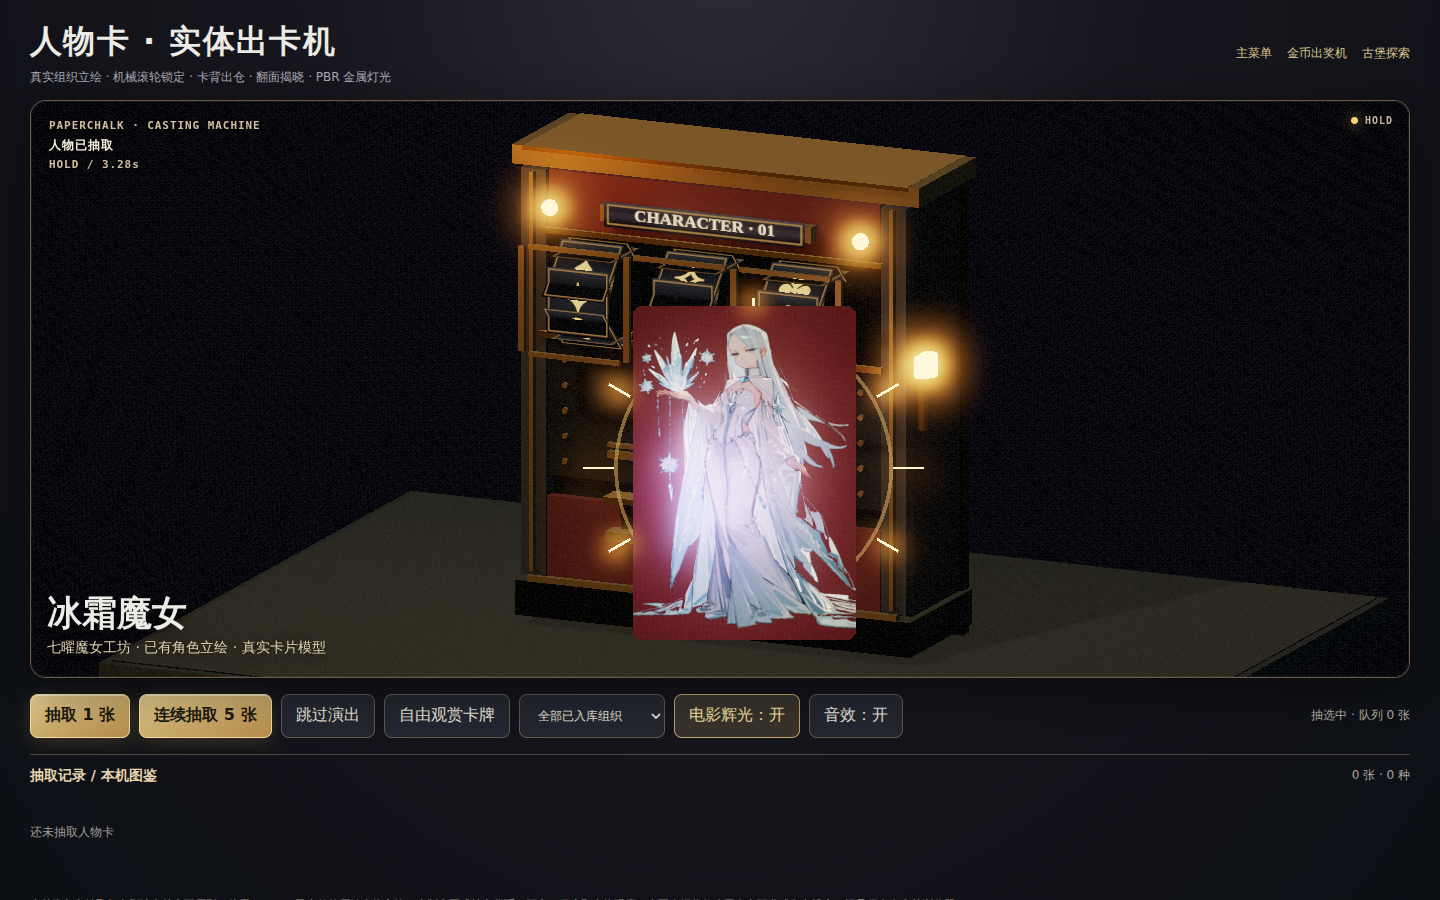 人物卡 · 实体出卡机
真实组织立绘 · 机械滚轮锁定 · 卡背出仓 · 翻面揭晓 · PBR 金属灯光
主菜单 金币出奖机 古堡探索
PAPERCHALK · CASTING MACHINE
人物已抽取
HOLD / 3.28s
HOLD
CHARACTER · 01
冰霜魔女
七曜魔女工坊 · 已有角色立绘 · 真实卡片模型
抽取 1 张 连续抽取 5 张 跳过演出 自由观赏卡牌 全部已入库组织 电影辉光：开 音效：开
抽选中 · 队列 0 张
抽取记录 / 本机图鉴
0 张 · 0 种
还未抽取人物卡